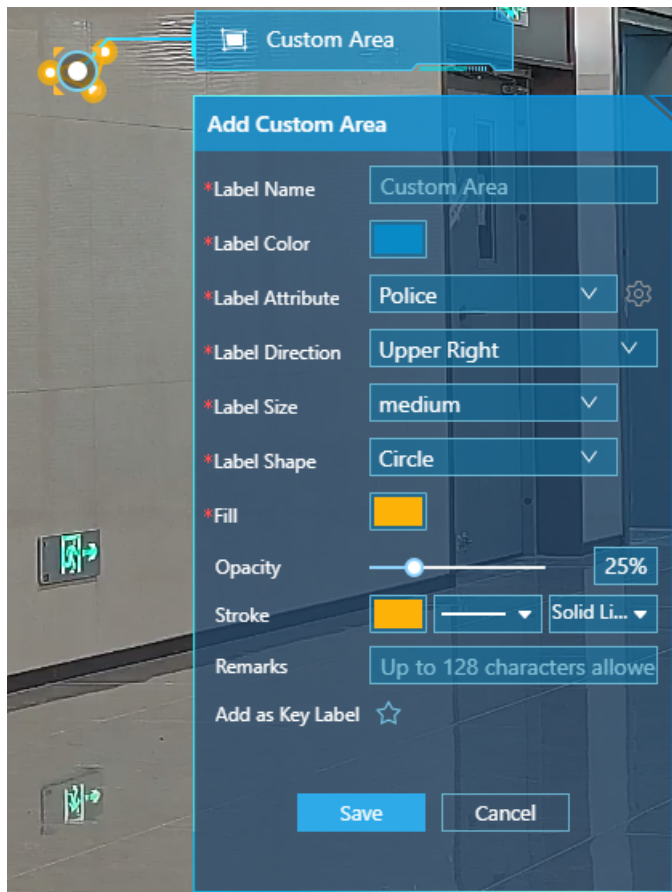 Custom Area
Add Custom Area
*Label Name Custom Area
*Label Color
*Label Attribute Police
*Label Direction Upper Right
*Label Size medium
*Label Shape Circle
*Fill
Opacity 25%
Stroke Solid Li...
Remarks Up to 128 characters allowe
Add as Key Label
Save Cancel